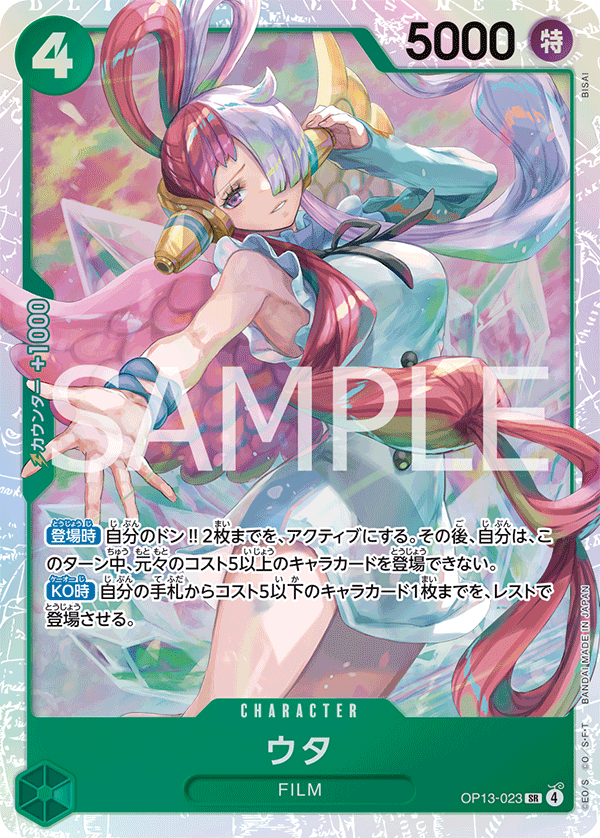 4
5000 特
BISAI
カウンター +1000
SAMPLE
登場時 自分のドン!!2枚までを、アクティブにする。その後、自分は、こ
のターン中、元々のコスト5以上のキャラカードを登場できない。
KO時 自分の手札からコスト5以下のキャラカード1枚までを、レストで
登場させる。
CHARACTER
ウタ
FILM
OP13-023 SR 4
©E.O/S ©O/S・F・T BANDAI MADE IN JAPAN